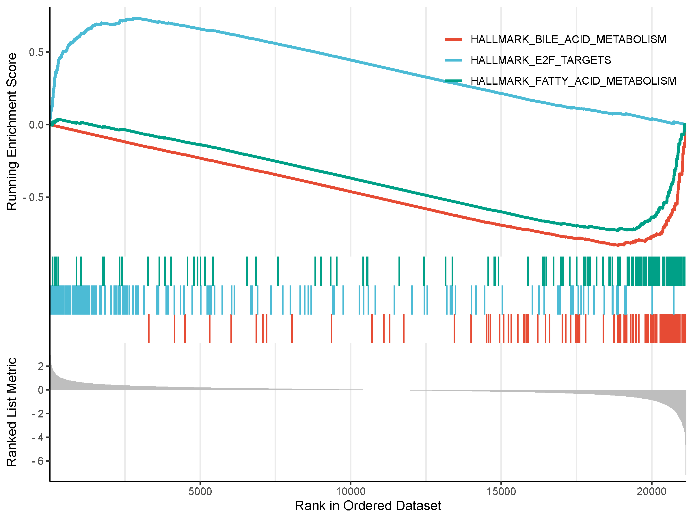 Running Enrichment Score
0.5
0.0
-0.5
HALLMARK_BILE_ACID_METABOLISM
HALLMARK_E2F_TARGETS
HALLMARK_FATTY_ACID_METABOLISM
Ranked List Metric
2
0
-2
-4
-6
5000
10000
15000
20000
Rank in Ordered Dataset